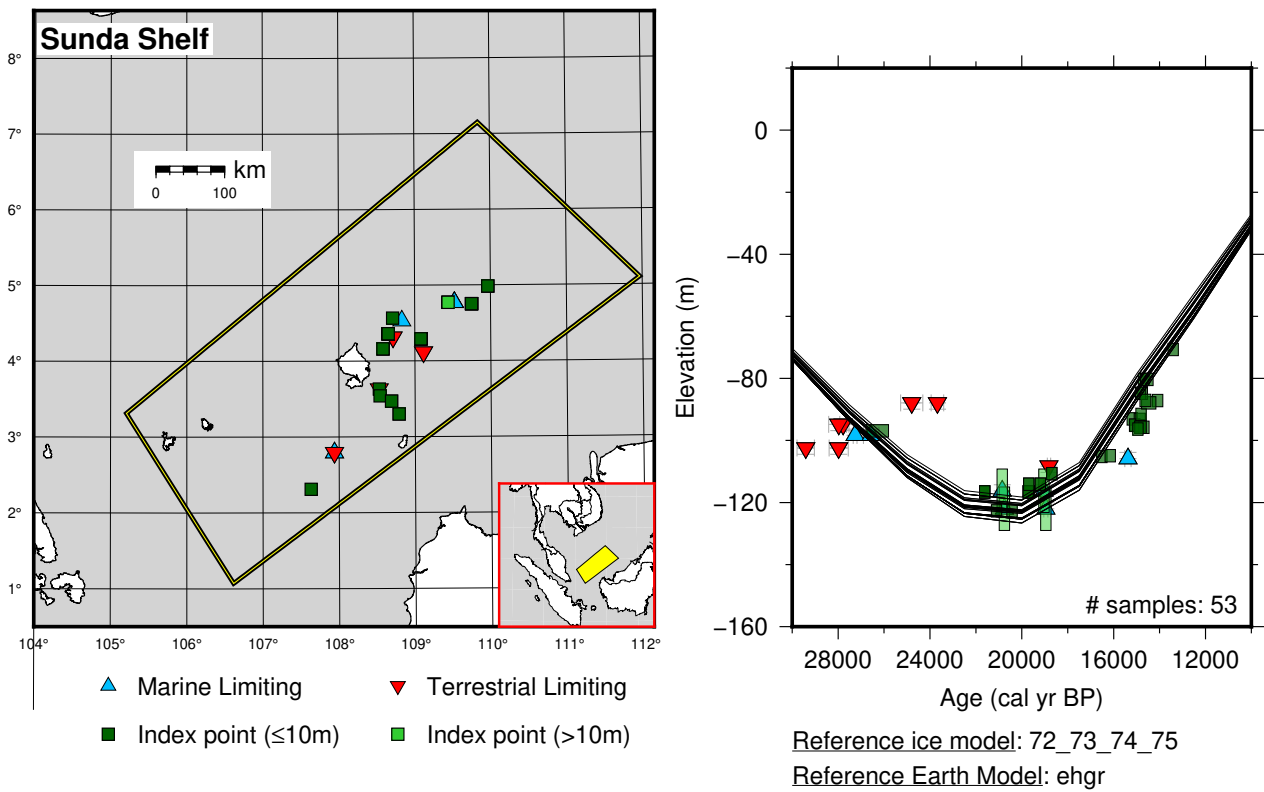 Sunda Shelf
8°
7°
6°
5°
4°
3°
2°
1°
km
0 100
104° 105° 106° 107° 108° 109° 110° 111° 112°
Marine Limiting
Terrestrial Limiting
Index point (≤10m)
Index point (>10m)
Elevation (m)
0
−40
−80
−120
−160
# samples: 53
28000 24000 20000 16000 12000
Age (cal yr BP)
Reference ice model: 72_73_74_75
Reference Earth Model: ehgr